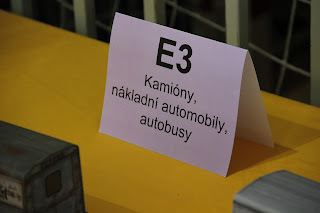 E3
Kamióny,
nákladní automobily,
autobusy